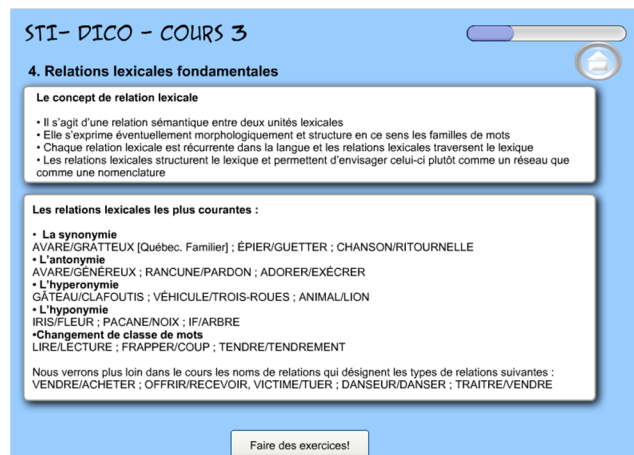 STI- DICO - COURS 3
4. Relations lexicales fondamentales
Le concept de relation lexicale
• Il s'agit d'une relation sémantique entre deux unités lexicales
• Elle s'exprime éventuellement morphologiquement et structure en ce sens les familles de mots
• Chaque relation lexicale est récurrente dans la langue et les relations lexicales traversent le lexique
• Les relations lexicales structurent le lexique et permettent d'envisager celui-ci plutôt comme un réseau que
comme une nomenclature
Les relations lexicales les plus courantes :
• La synonymie
AVARE/GRATTEUX [Québec. Familier] ; ÉPIER/GUETTER ; CHANSON/RITOURNELLE
• L'antonymie
AVARE/GÉNÉREUX ; RANCUNE/PARDON ; ADORER/EXÉCRER
• L'hyperonymie
GÂTEAU/CLAFOUTIS ; VÉHICULE/TROIS-ROUES ; ANIMAL/LION
• L'hyponymie
IRIS/FLEUR ; PACANE/NOIX ; IF/ARBRE
•Changement de classe de mots
LIRE/LECTURE ; FRAPPER/COUP ; TENDRE/TENDREMENT
Nous verrons plus loin dans le cours les noms de relations qui désignent les types de relations suivantes :
VENDRE/ACHETER ; OFFRIR/RECEVOIR, VICTIME/TUER ; DANSEUR/DANSER ; TRAITRE/VENDRE
Faire des exercices!